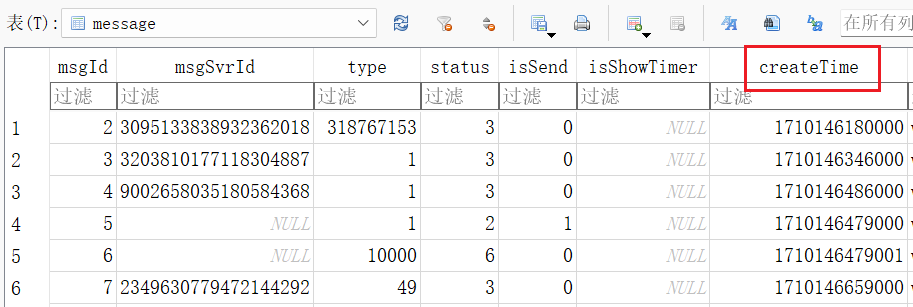 表(T): message 在所有列
msgId msgSvrId type status isSend isShowTimer createTime
过滤 过滤 过滤 过滤 过滤 过滤 过滤
1 2 3095133838932362018 318767153 3 0 NULL 1710146180000
2 3 3203810177118304887 1 3 0 NULL 1710146346000
3 4 9002658035180584368 1 3 0 NULL 1710146486000
4 5 NULL 1 2 1 NULL 1710146479000
5 6 NULL 10000 6 0 NULL 1710146479001
6 7 2349630779472144292 49 3 0 NULL 1710146659000